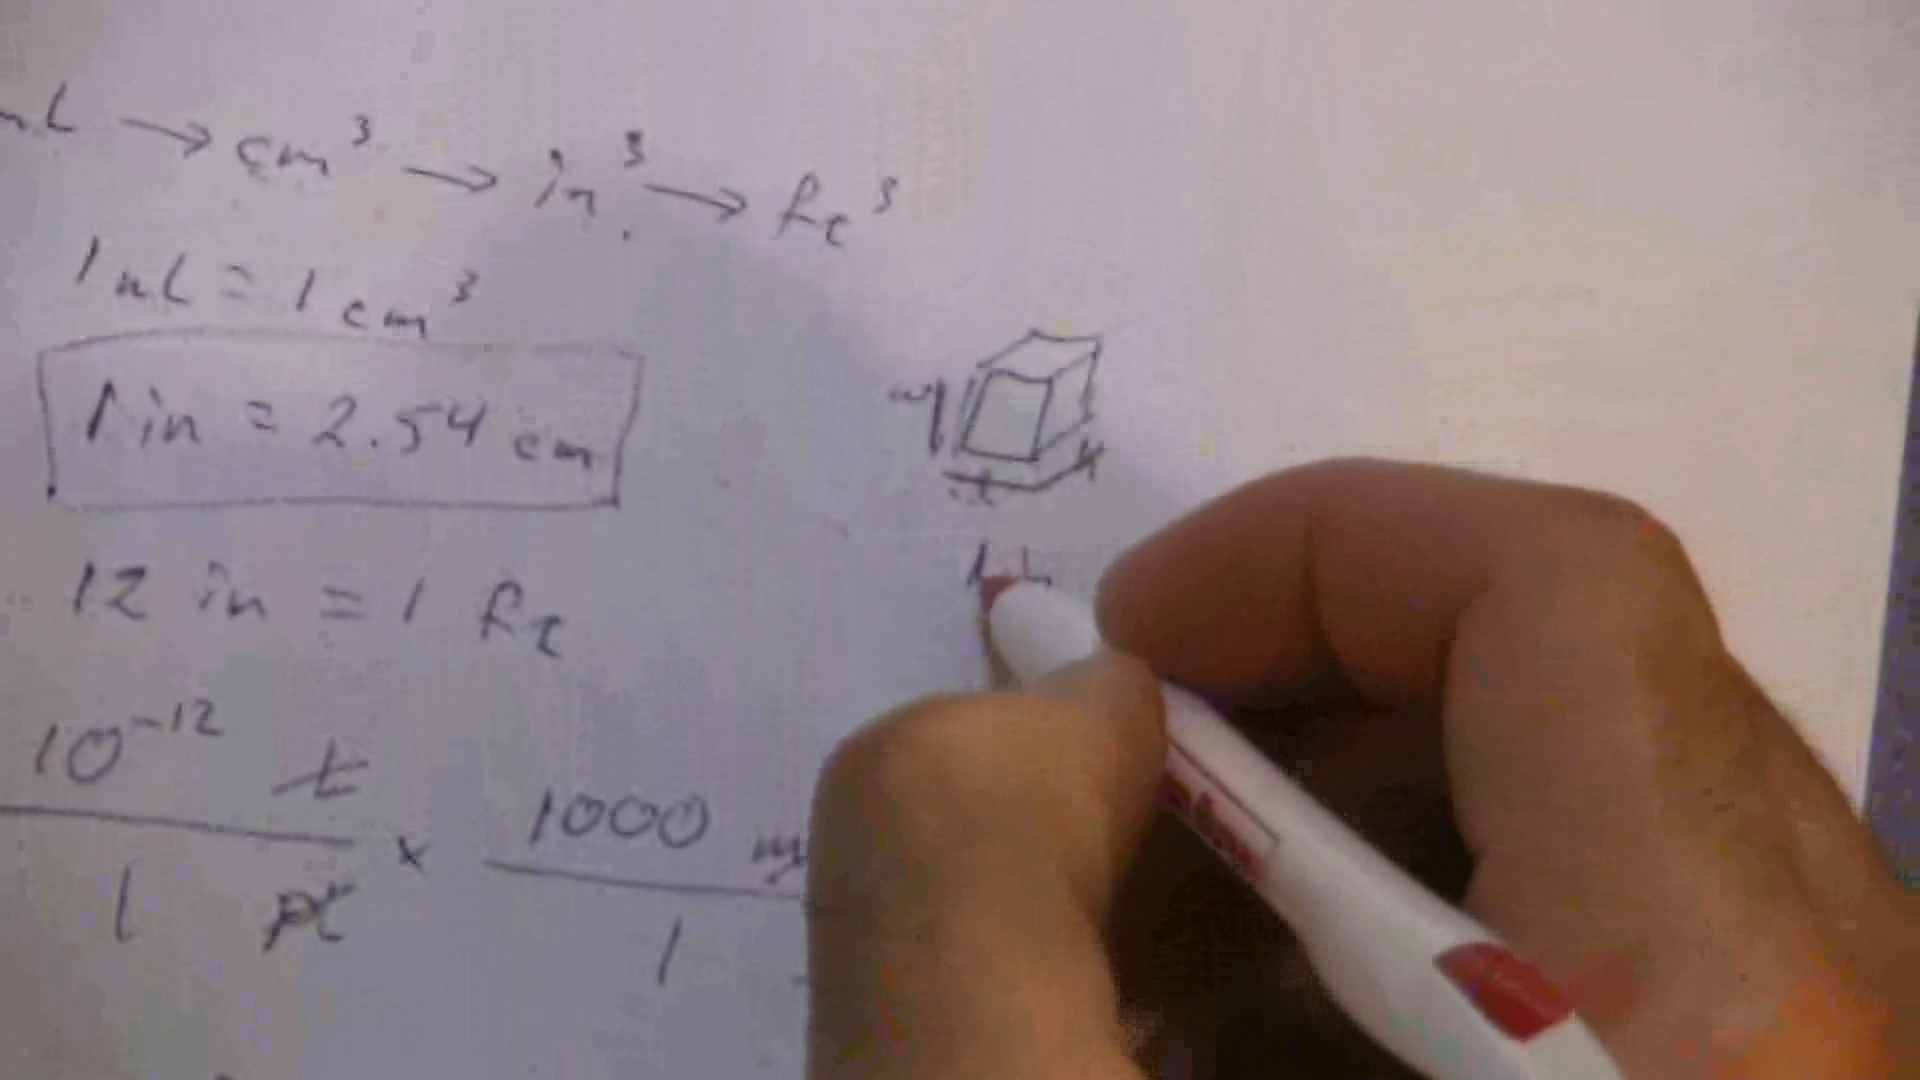 mL → cm³ → in³ → ft³
1 mL = 1 cm³
1 in = 2.54 cm
w
12 in = 1 ft
10⁻¹² L × 1000 m
1 pL 1